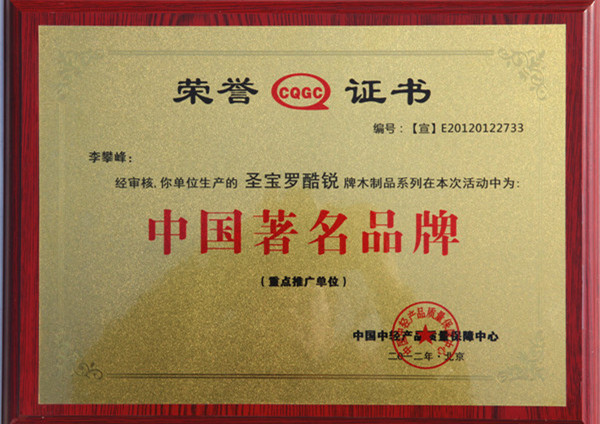 荣誉 CQGC 证书
编号：【宣】E20120122733
李攀峰：
经审核,你单位生产的 圣宝罗酷锐 牌木制品系列在本次活动中为:
中国著名品牌
（重点推广单位）
中国中轻产品质量保障中心
二〇一二年·北京